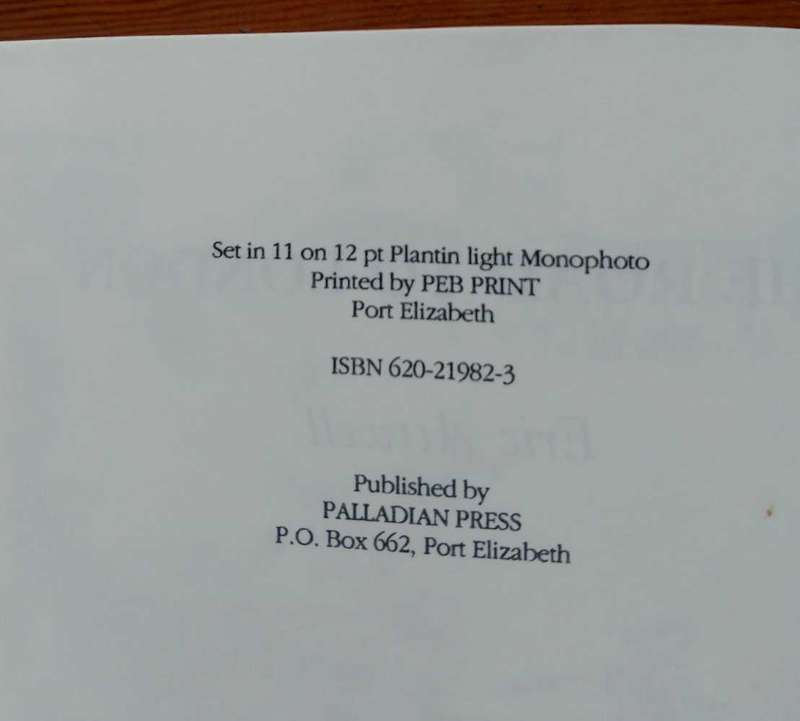 Set in 11 on 12 pt Plantin light Monophoto
Printed by PEB PRINT
Port Elizabeth
ISBN 620-21982-3
Published by
PALLADIAN PRESS
P.O. Box 662, Port Elizabeth